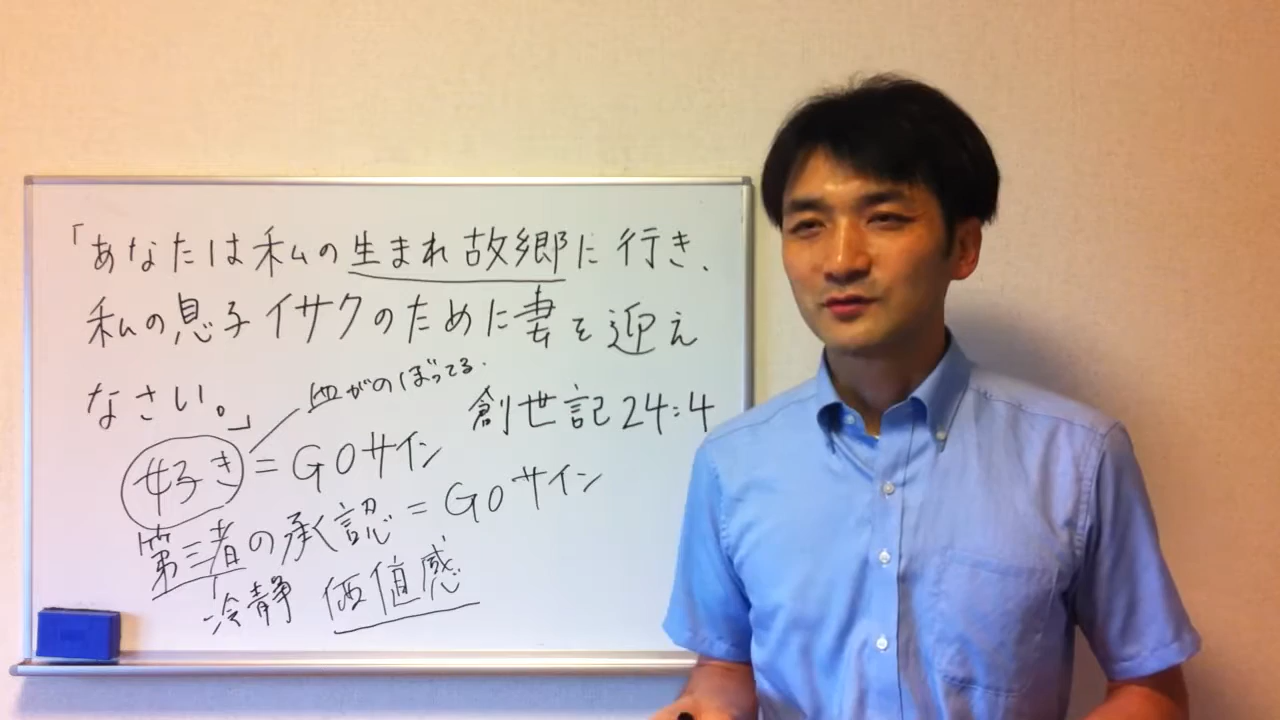 「あなたは私の生まれ故郷に行き、
私の息子イサクのために妻を迎え
なさい。」
血がのぼってる.
創世記24:4
好き=GOサイン
第三者の承認=GOサイン
冷静 価値感